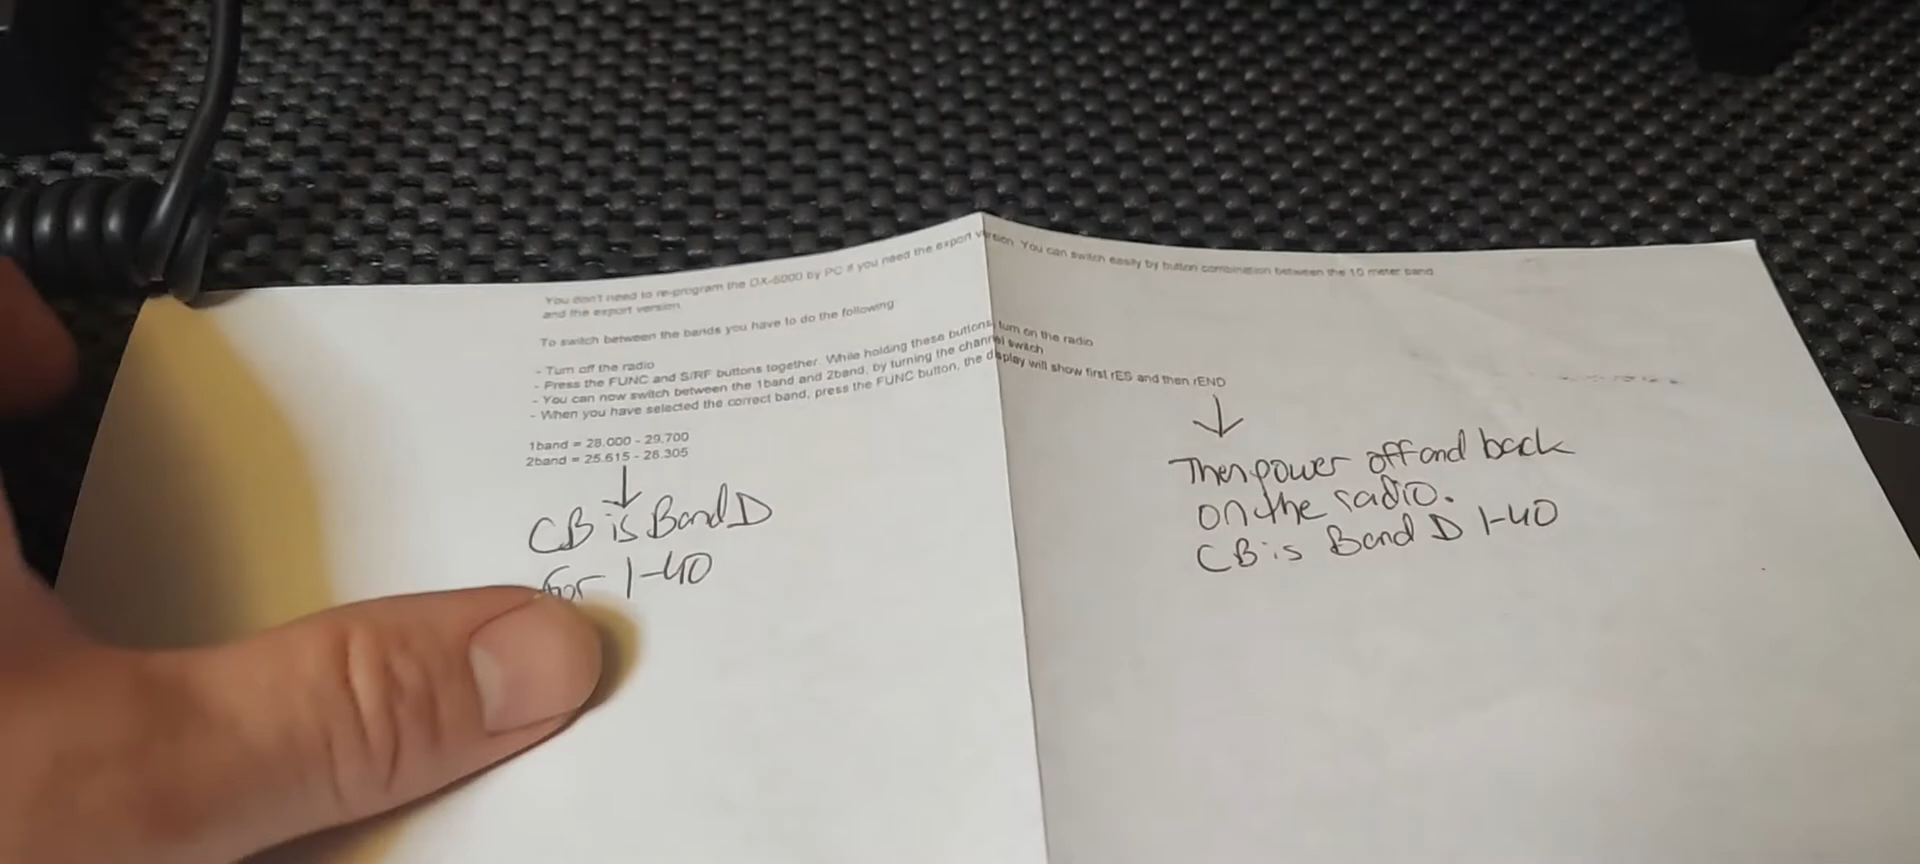 You don't need to re-program the OX-6000 by PC if you need the export version. You can switch easily by button combination between the 10 meter band
and the export version.
To switch between the bands you have to do the following
- Turn off the radio
- Press the FUNC and S/RF buttons together. While holding these buttons, turn on the radio
- You can now switch between the 1band and 2band, by turning the channel switch
- When you have selected the correct band, press the FUNC button, the display will show first rES and then rEND
1band = 28.000 - 29.700
2band = 25.615 - 28.305
CB is Band D
For 1-40
Then power off and back
on the radio.
CB is Band D 1-40